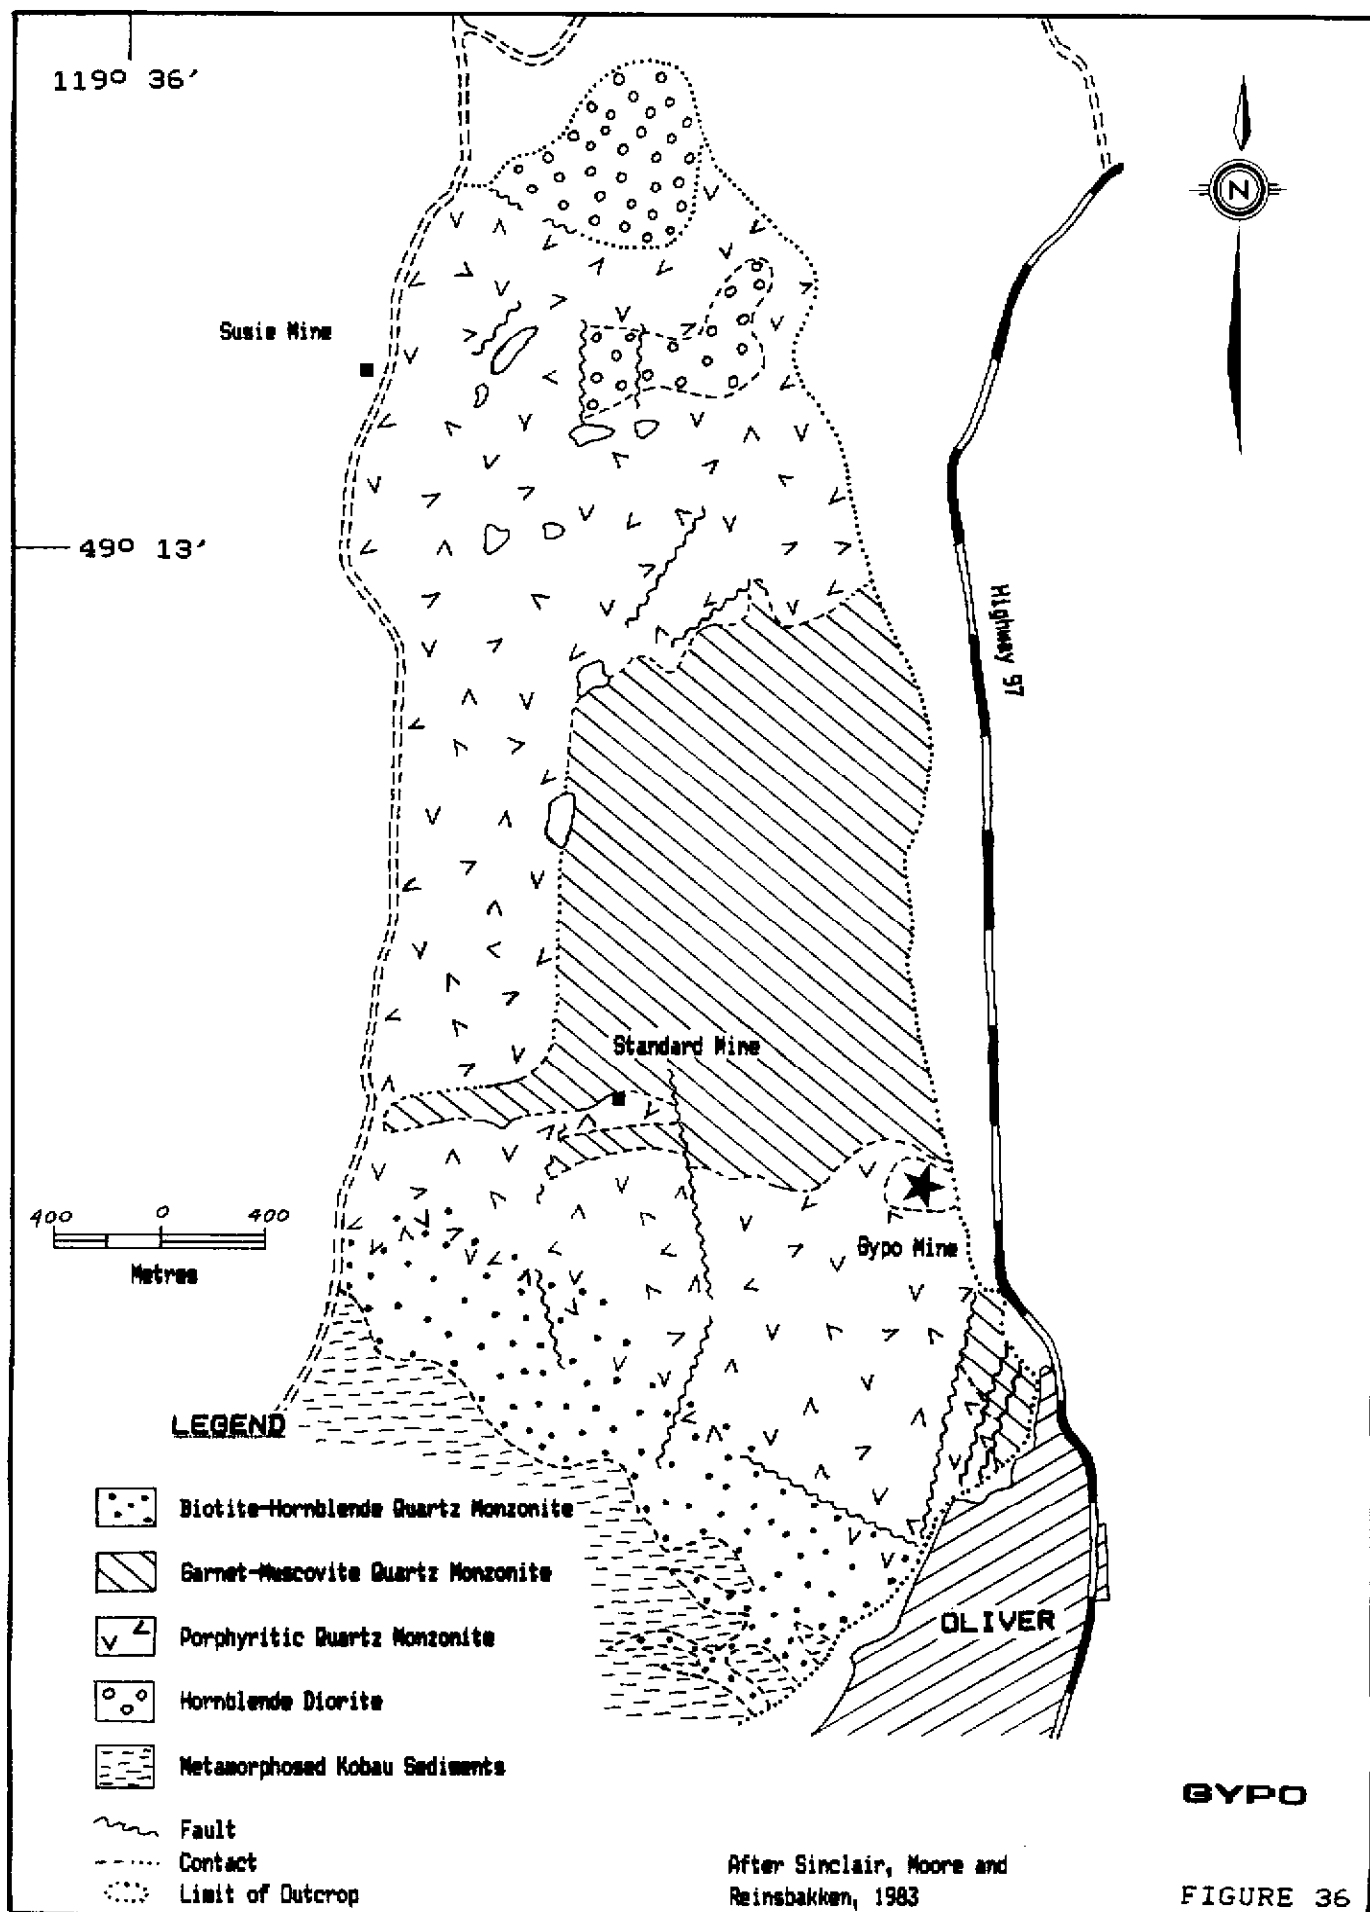 119º 36′
N
Susie Mine
49º 13′
Highway 97
Standard Mine
400 0 400
Metres
Gypo Mine
LEGEND
Biotite-Hornblende Quartz Monzonite
Garnet-Muscovite Quartz Monzonite
OLIVER
Porphyritic Quartz Monzonite
Hornblende Diorite
Metamorphosed Kobau Sediments
GYPO
Fault
Contact
Limit of Outcrop
After Sinclair, Moore and
Reinsbakken, 1983
FIGURE 36